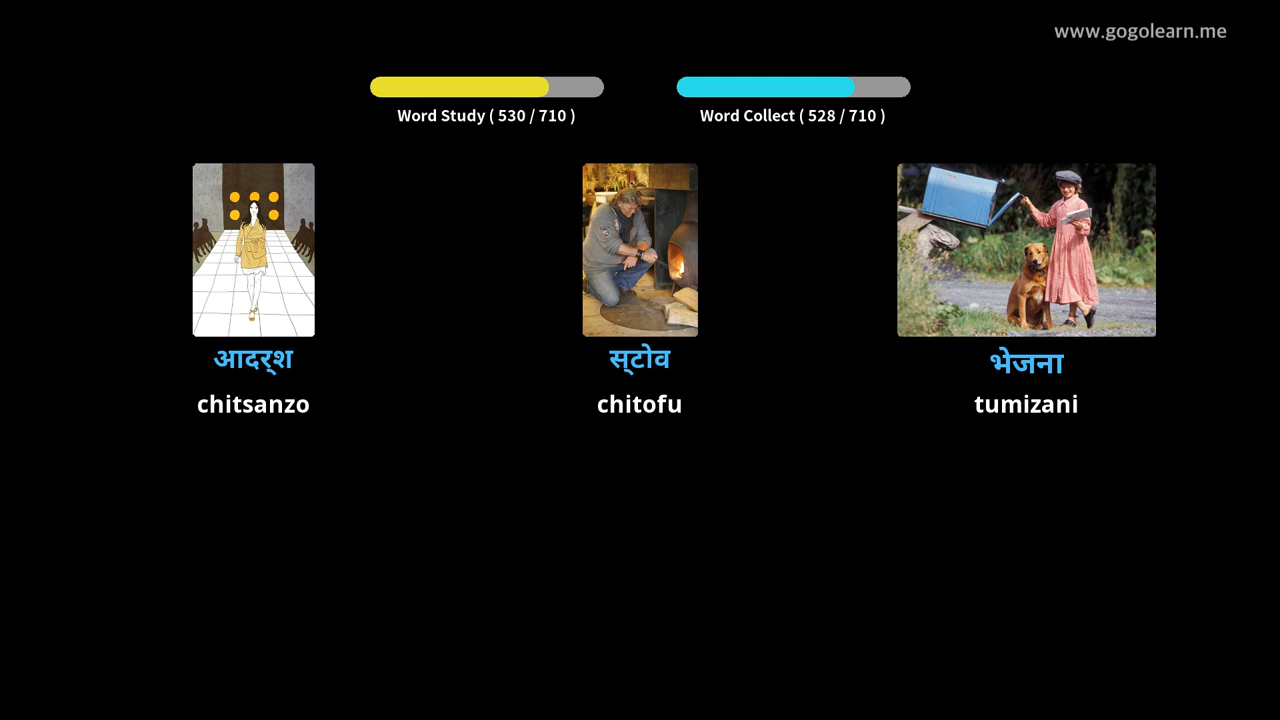 www.gogolearn.me
Word Study ( 530 / 710 )
Word Collect ( 528 / 710 )
आदर्श
स्टोव
भेजना
chitsanzo
chitofu
tumizani